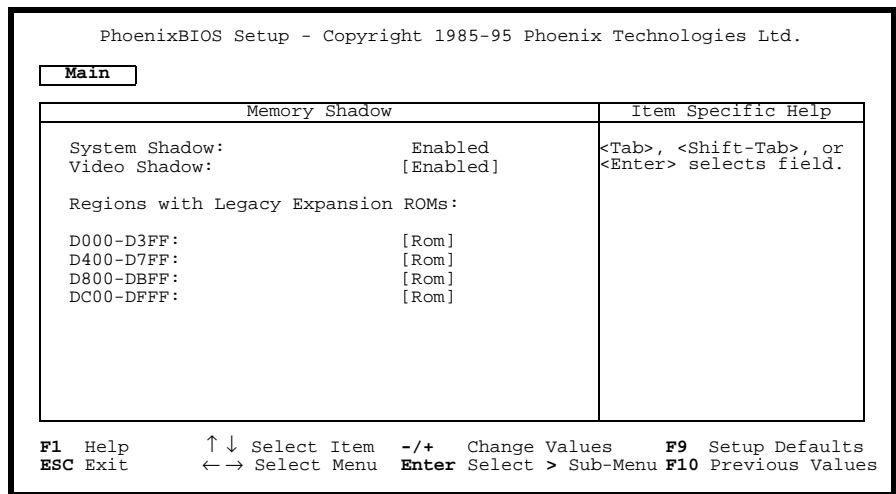 PhoenixBIOS Setup - Copyright 1985-95 Phoenix Technologies Ltd.
Main
Memory Shadow
Item Specific Help
System Shadow: Enabled
Video Shadow: [Enabled]
Regions with Legacy Expansion ROMs:
D000-D3FF: [Rom]
D400-D7FF: [Rom]
D800-DBFF: [Rom]
DC00-DFFF: [Rom]
<Tab>, <Shift-Tab>, or
<Enter> selects field.
F1 Help ↑↓ Select Item -/+ Change Values F9 Setup Defaults
ESC Exit ←→ Select Menu Enter Select > Sub-Menu F10 Previous Values